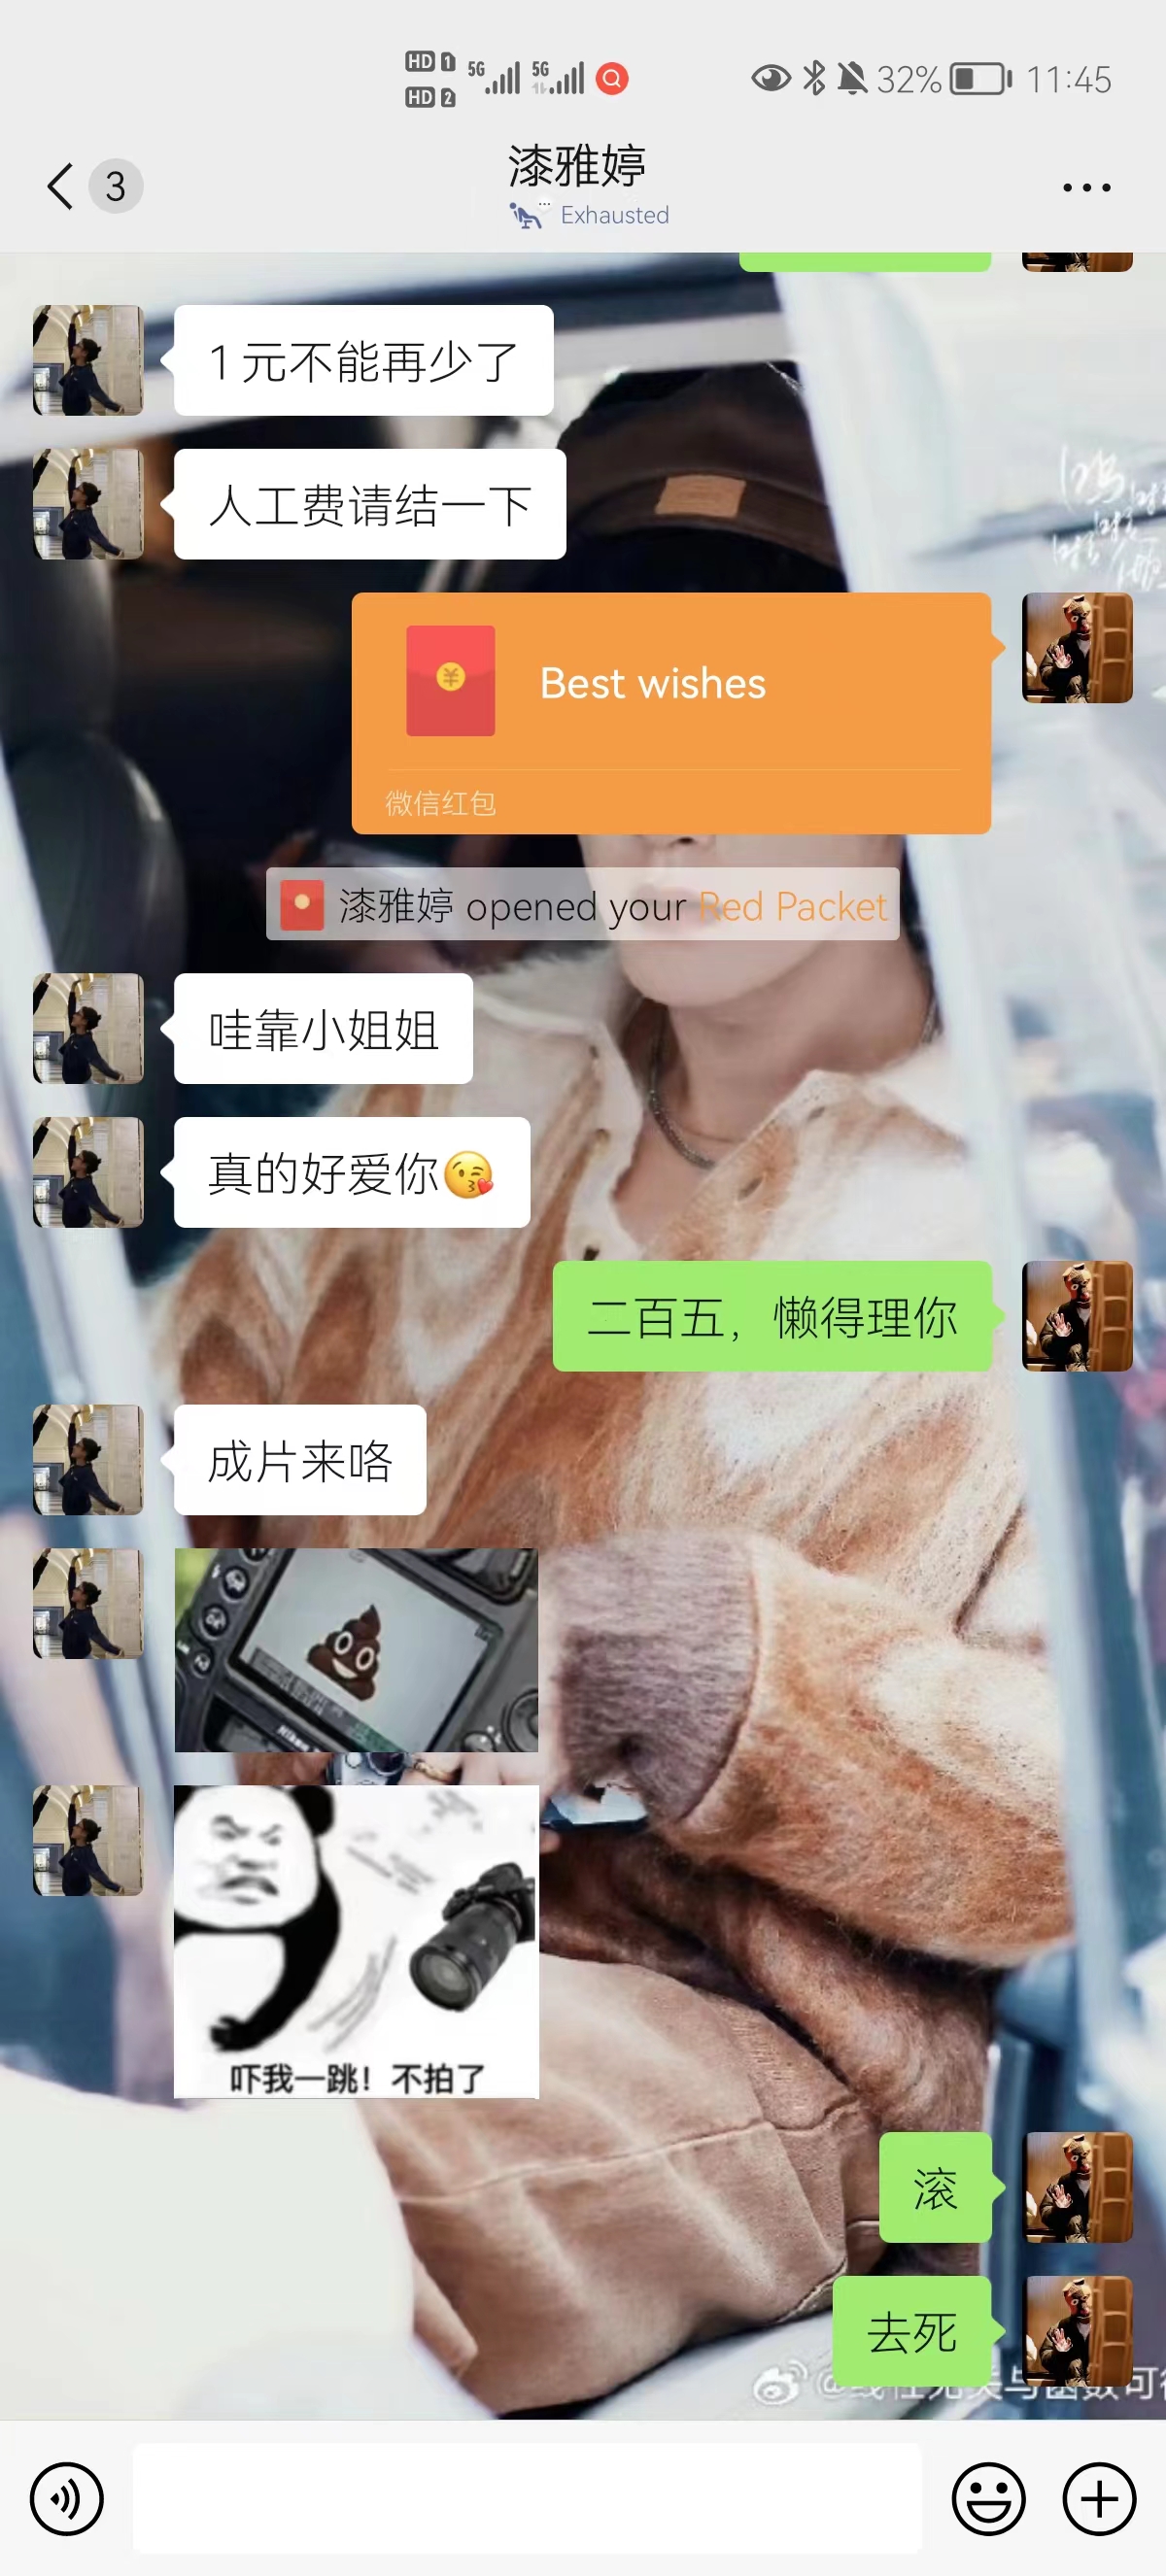 HD 1
HD 2
5G
5G
32%
11:45
3
漆雅婷
Exhausted
1元不能再少了
人工费请结一下
Best wishes
微信红包
漆雅婷 opened your Red Packet
哇靠小姐姐
真的好爱你😘
二百五，懒得理你
成片来咯
吓我一跳！不拍了
滚
去死